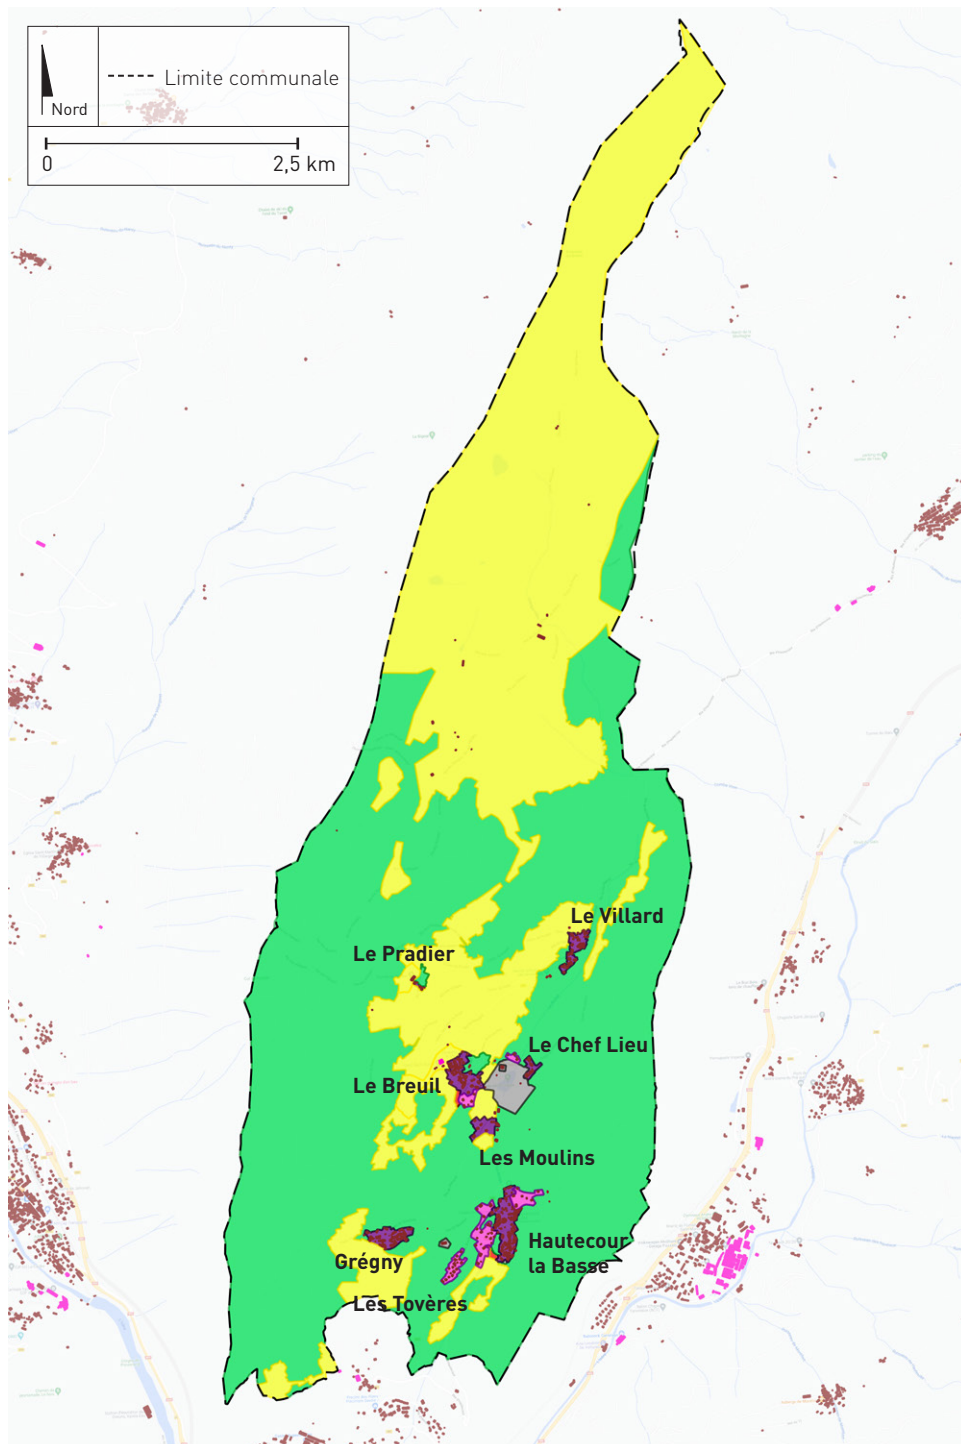 Limite communale
Nord
0
2,5 km
Le Villard
Le Pradier
Le Chef Lieu
Le Breuil
Les Moulins
Hautecour
la Basse
Grégny
Les Tovères